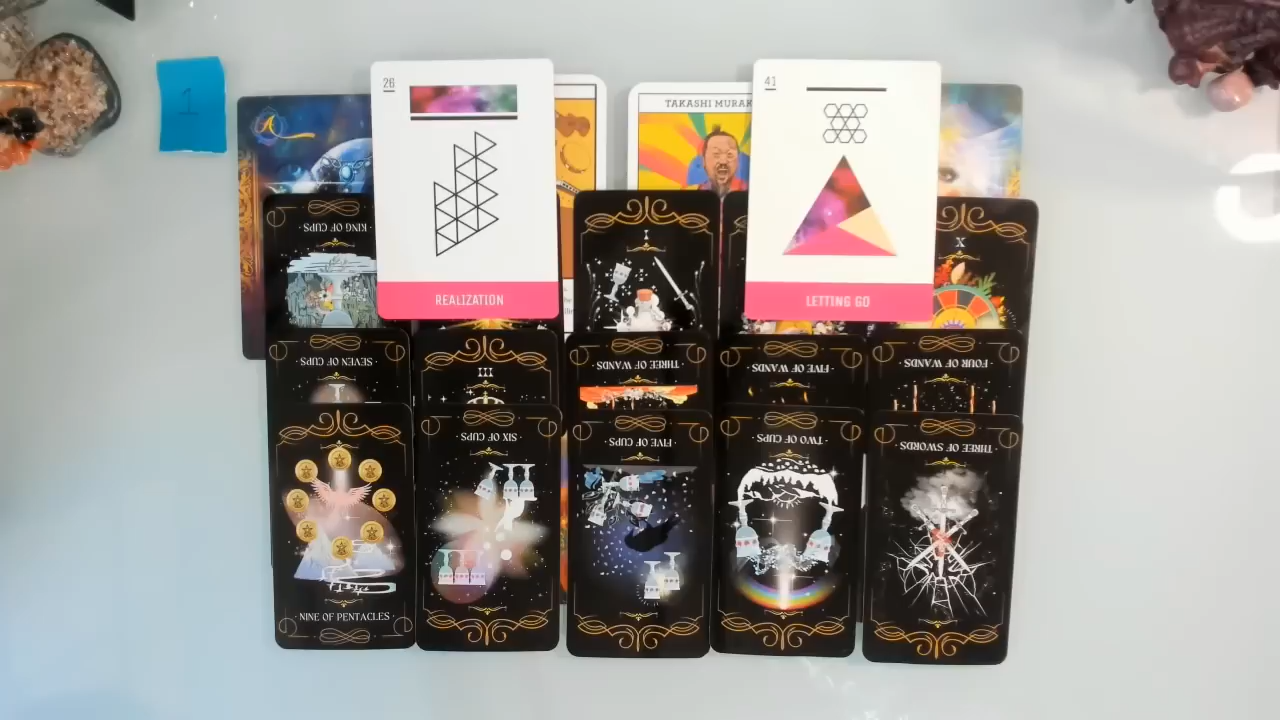 1
26
REALIZATION
TAKASHI MURAK
41
LETTING GO
· KING OF CUPS ·
I
X
· SEVEN OF CUPS ·
III
· THREE OF WANDS ·
· FIVE OF WANDS ·
· FOUR OF WANDS ·
· NINE OF PENTACLES ·
· SIX OF CUPS ·
· FIVE OF CUPS ·
· TWO OF CUPS ·
· THREE OF SWORDS ·